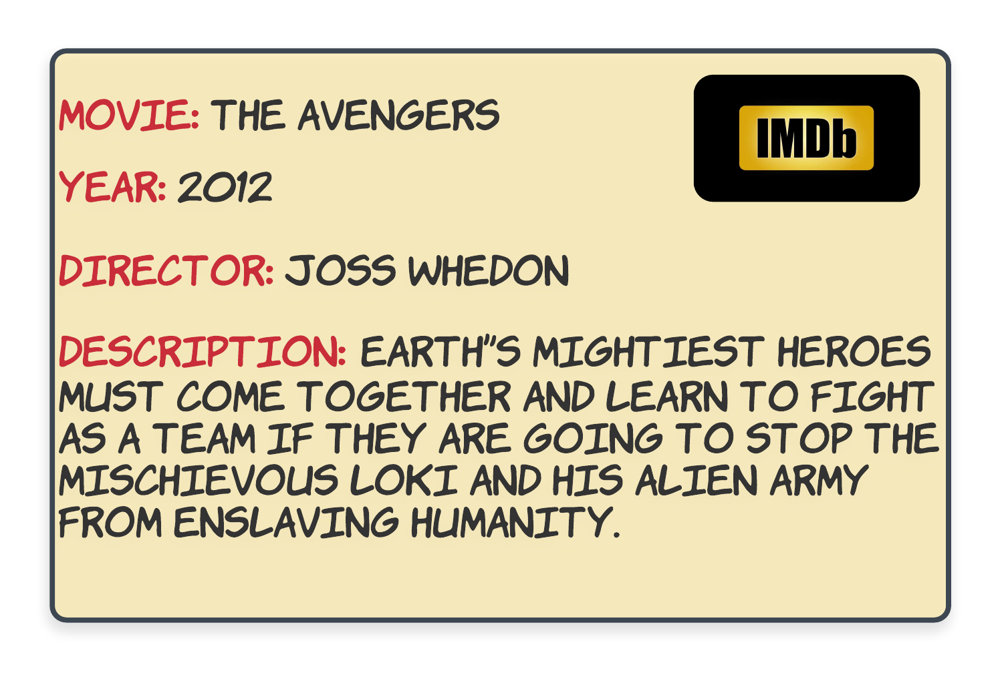 MOVIE: THE AVENGERS
IMDb
YEAR: 2012
DIRECTOR: JOSS WHEDON
DESCRIPTION: EARTH"S MIGHTIEST HEROES
MUST COME TOGETHER AND LEARN TO FIGHT
AS A TEAM IF THEY ARE GOING TO STOP THE
MISCHIEVOUS LOKI AND HIS ALIEN ARMY
FROM ENSLAVING HUMANITY.